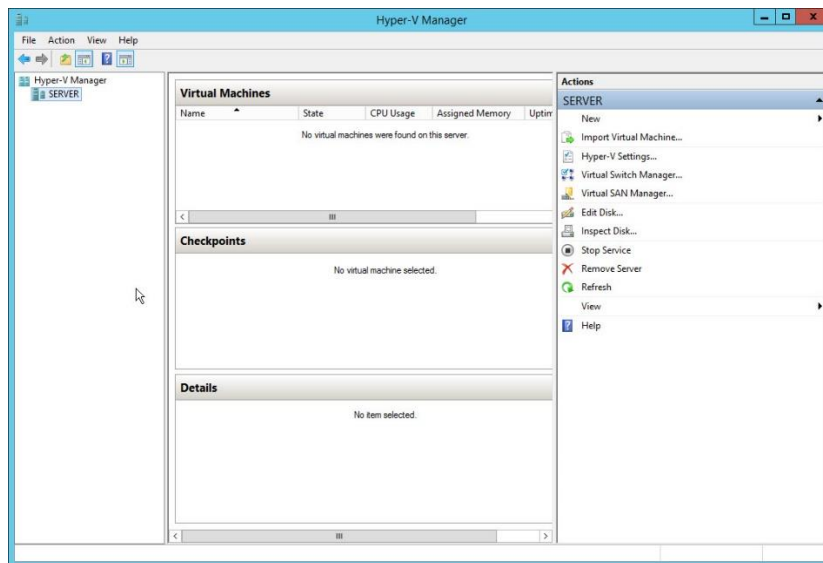 Hyper-V Manager
File Action View Help
Hyper-V Manager
SERVER
Virtual Machines
Name State CPU Usage Assigned Memory Uptim
No virtual machines were found on this server.
Checkpoints
No virtual machine selected.
Details
No item selected.
Actions
SERVER
New
Import Virtual Machine...
Hyper-V Settings...
Virtual Switch Manager...
Virtual SAN Manager...
Edit Disk...
Inspect Disk...
Stop Service
Remove Server
Refresh
View
Help